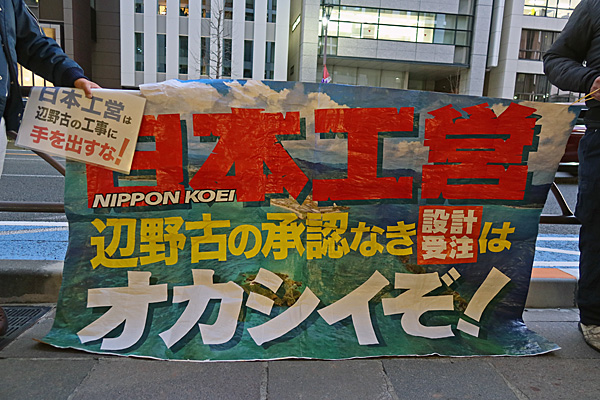 日本工営は
辺野古の工事に
手を出すな！
日本工営
NIPPON KOEI
辺野古の承認なき設計受注は
オカシイぞ！